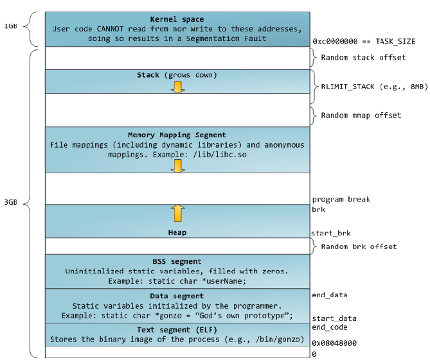 1GB
Kernel space
User code CANNOT read from nor write to these addresses,
doing so results in a Segmentation Fault
0xc0000000 == TASK_SIZE
Random stack offset
Stack (grows down)
RLIMIT_STACK (e.g., 8MB)
Random mmap offset
Memory Mapping Segment
File mappings (including dynamic libraries) and anonymous
mappings. Example: /lib/libc.so
3GB
program break
brk
Heap
start_brk
Random brk offset
BSS segment
Uninitialized static variables, filled with zeros.
Example: static char *userName;
end_data
Data segment
Static variables initialized by the programmer.
Example: static char *gonzo = “God’s own prototype”;
start_data
end_code
Text segment (ELF)
Stores the binary image of the process (e.g., /bin/gonzo)
0x08048000
0